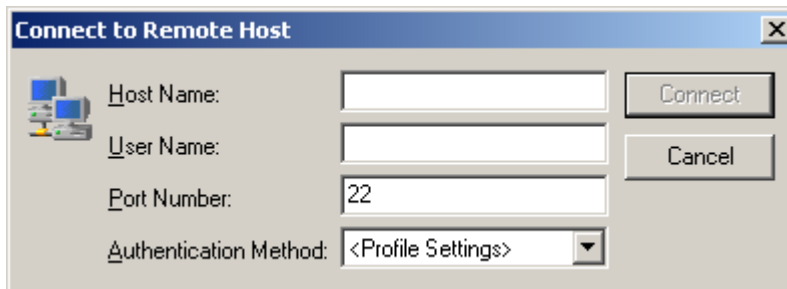 Connect to Remote Host
Host Name:
Connect
User Name:
Cancel
Port Number: 22
Authentication Method: <Profile Settings>